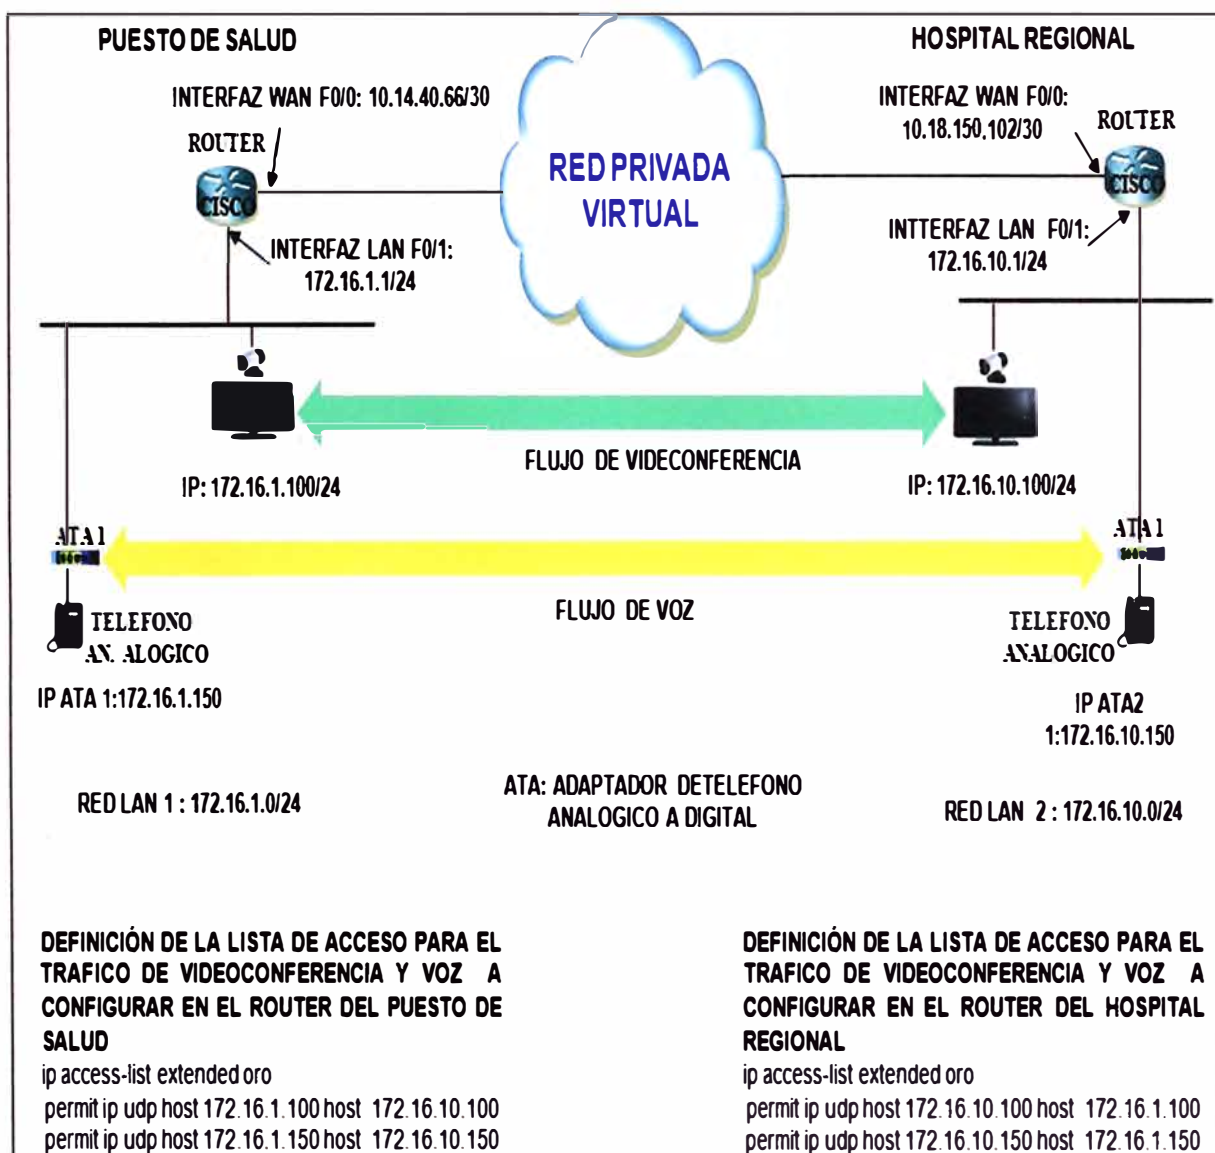 PUESTO DE SALUD
HOSPITAL REGIONAL
INTERFAZ WAN F0/0: 10.14.40.66/30
INTERFAZ WAN F0/0:
10.18.150,102/30
ROUTER
ROUTER
CISCO
CISCO
RED PRIVADA
VIRTUAL
INTERFAZ LAN F0/1:
172.16.1.1/24
INTTERFAZ LAN F0/1:
172.16.10.1/24
FLUJO DE VIDECONFERENCIA
IP: 172.16.1.100/24
IP: 172.16.10.100/24
ATA 1
ATA 1
FLUJO DE VOZ
TELEFONO
AN. ALOGICO
TELEFONO
ANALOGICO
IP ATA 1:172.16.1.150
IP ATA2
1:172.16.10.150
RED LAN 1 : 172.16.1.0/24
ATA: ADAPTADOR DETELEFONO
ANALOGICO A DIGITAL
RED LAN 2 : 172.16.10.0/24
DEFINICIÓN DE LA LISTA DE ACCESO PARA EL
TRAFICO DE VIDEOCONFERENCIA Y VOZ A
CONFIGURAR EN EL ROUTER DEL PUESTO DE
SALUD
ip access-list extended oro
permit ip udp host 172.16.1.100 host 172.16.10.100
permit ip udp host 172.16.1.150 host 172.16.10.150
DEFINICIÓN DE LA LISTA DE ACCESO PARA EL
TRAFICO DE VIDEOCONFERENCIA Y VOZ A
CONFIGURAR EN EL ROUTER DEL HOSPITAL
REGIONAL
ip access-list extended oro
permit ip udp host 172.16.10.100 host 172.16.1.100
permit ip udp host 172.16.10.150 host 172.16.1.150